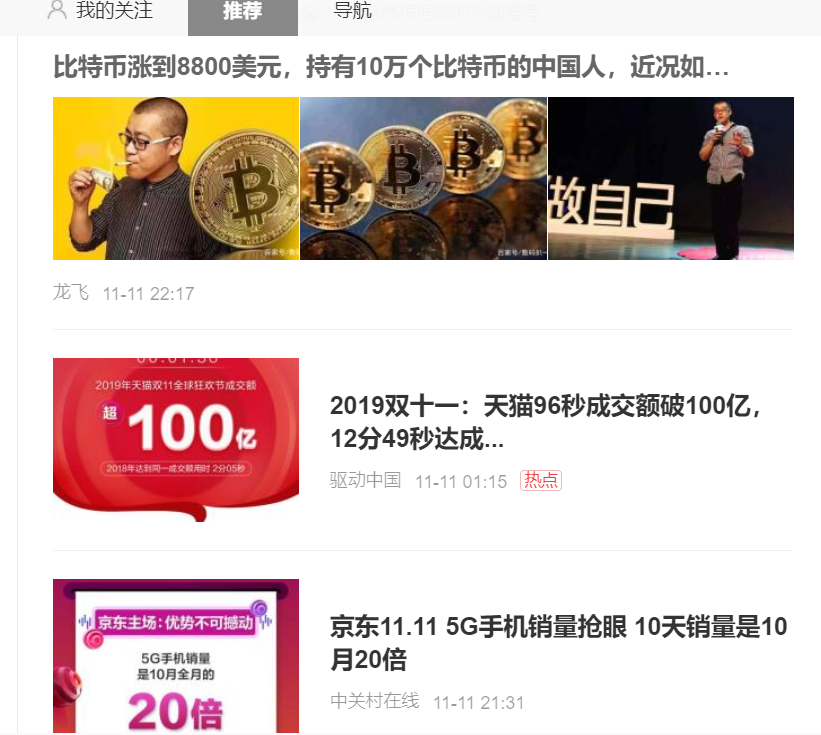 我的关注
推荐
导航
比特币涨到8800美元，持有10万个比特币的中国人，近况如…
做自己
龙飞 11-11 22:17
2019年天猫双11全球狂欢节成交额
超
100亿
2018年达到同一成交额用时 2分05秒
2019双十一：天猫96秒成交额破100亿，
12分49秒达成...
驱动中国 11-11 01:15 热点
京东主场:优势不可撼动
5G手机销量
是10月全月的
20倍
京东11.11 5G手机销量抢眼 10天销量是10
月20倍
中关村在线 11-11 21:31